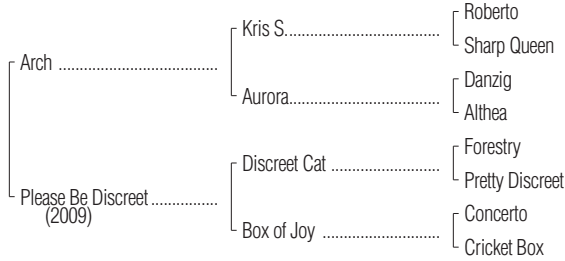 Roberto
Kris S. ......................................
Sharp Queen
Arch .....................................
Danzig
Aurora.....................................
Althea
Forestry
Discreet Cat ..........................
Pretty Discreet
Please Be Discreet ................
(2009)
Concerto
Box of Joy ............................
Cricket Box